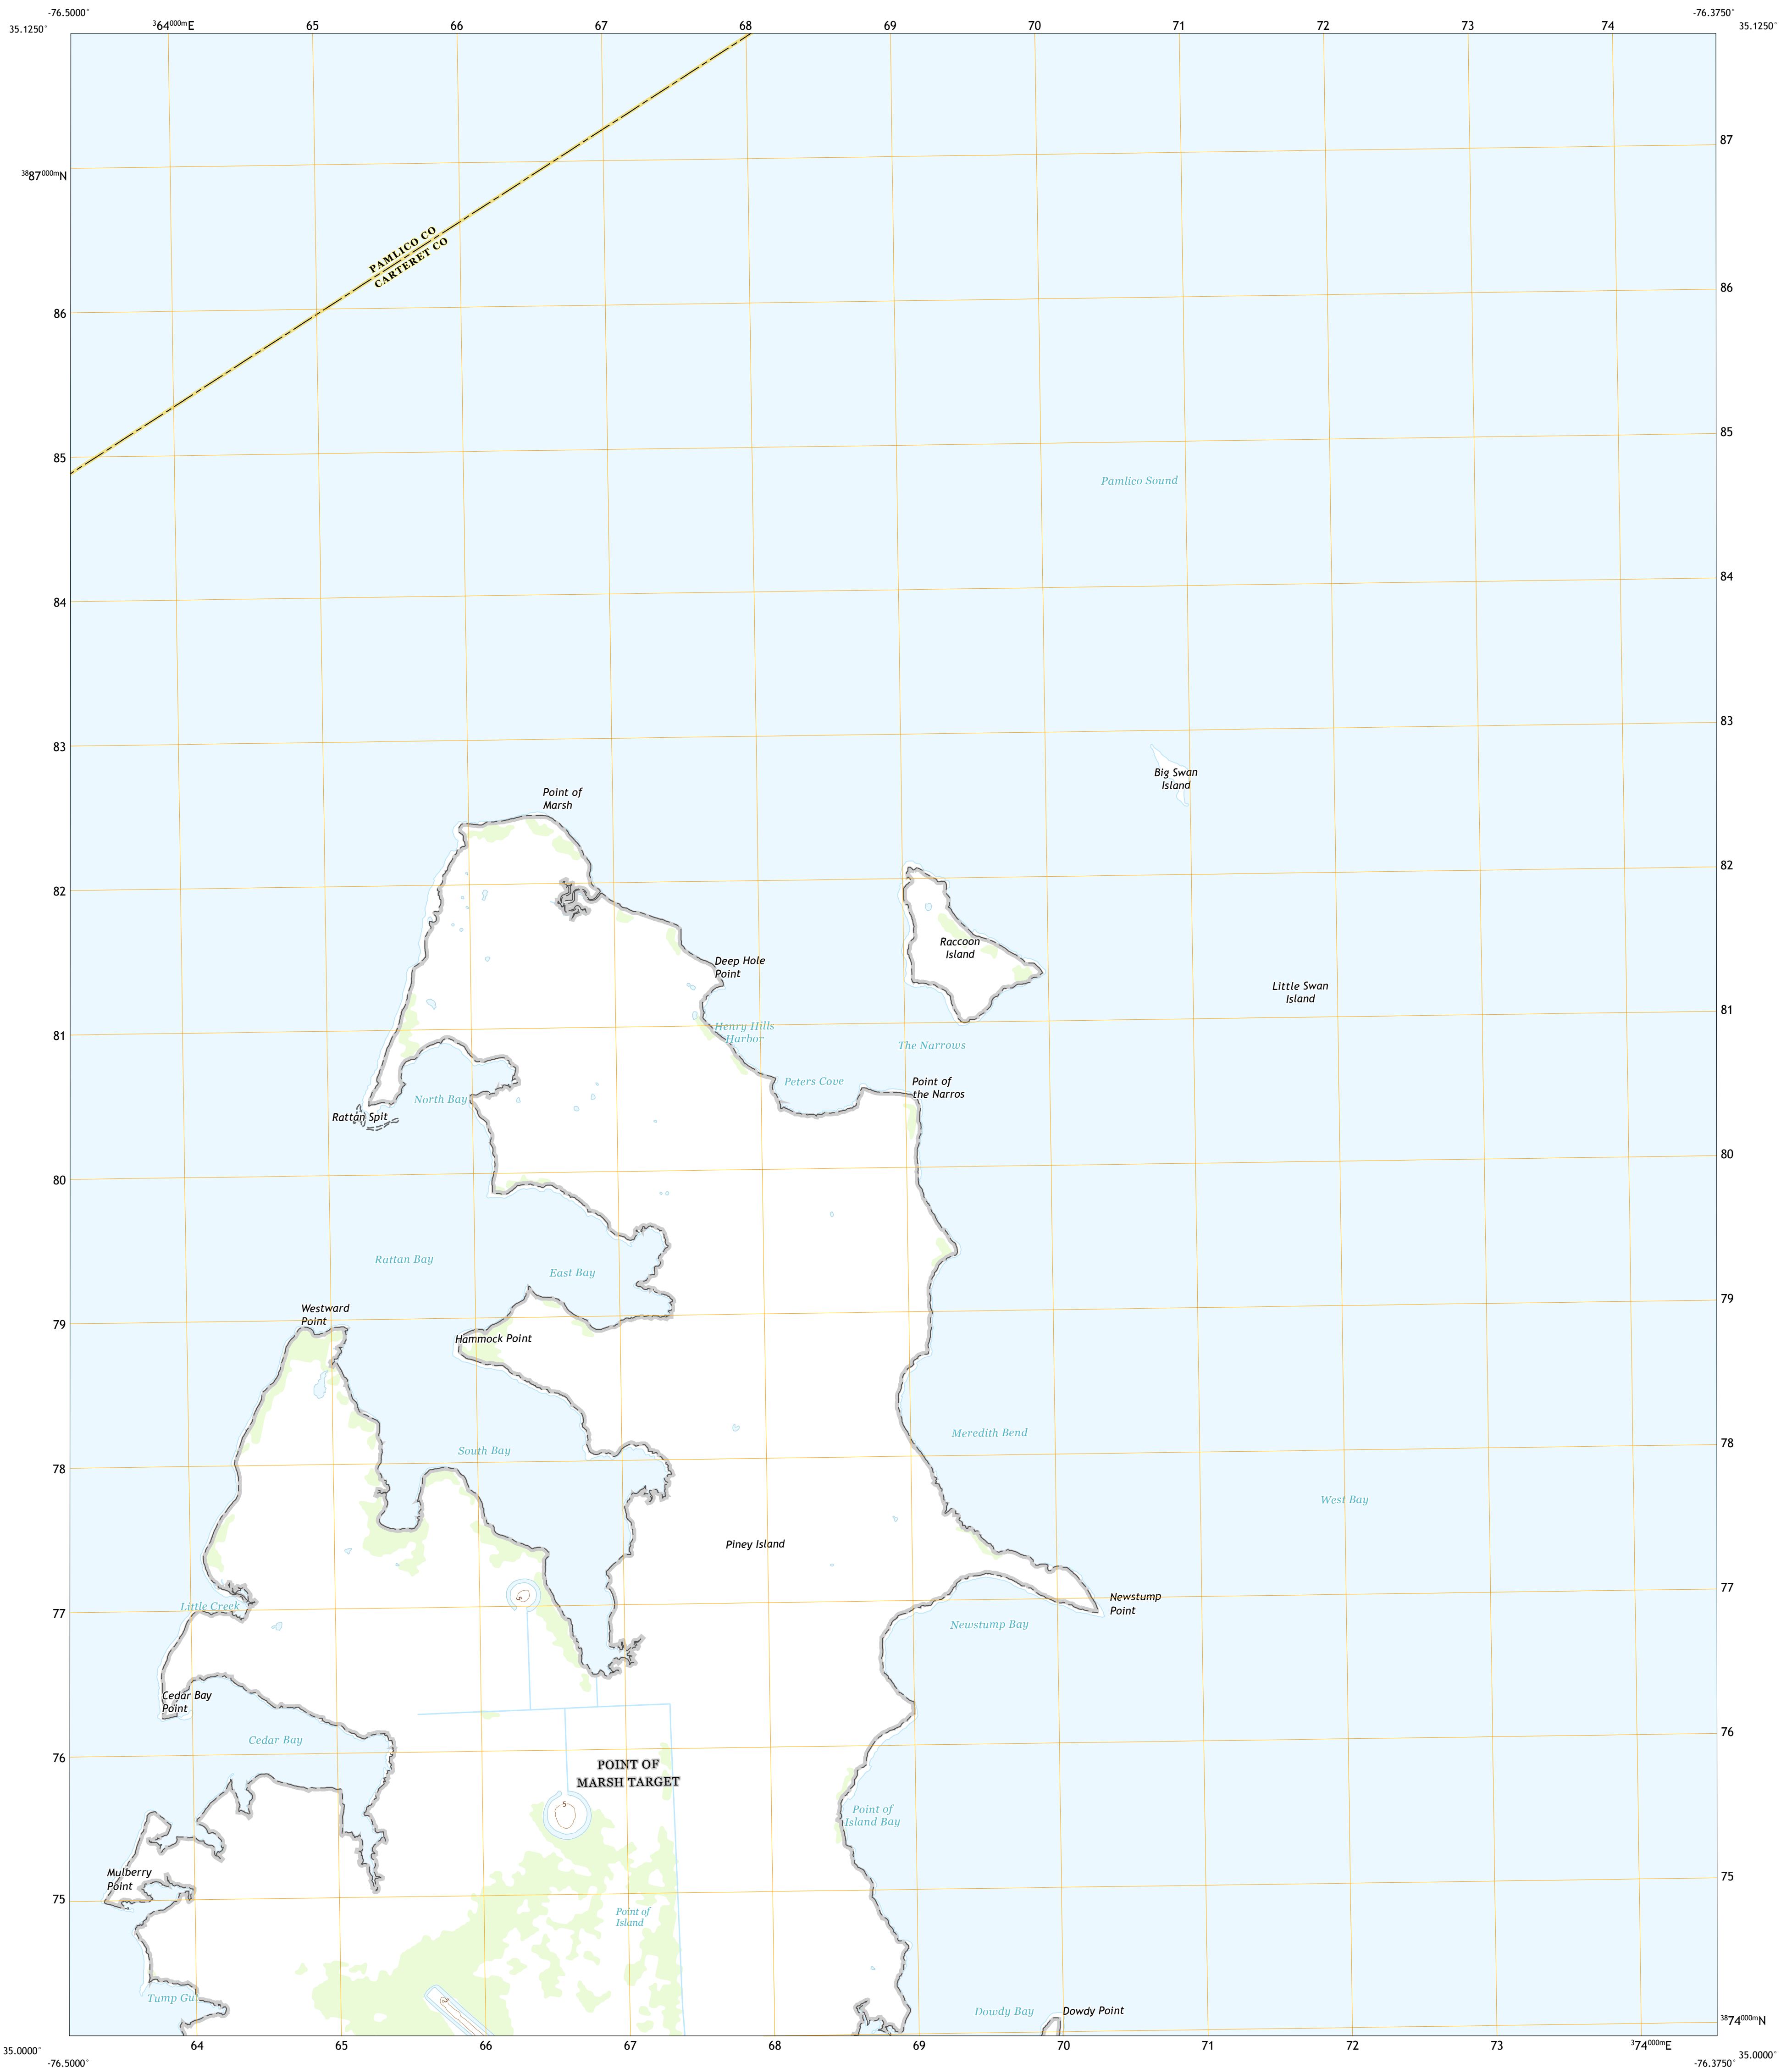 -76.5000° -76.3750°
35.1250° 35.1250°
³64⁰⁰⁰ᵐE 65 66 67 68 69 70 71 72 73 74
87
³⁸87⁰⁰⁰ᵐN
PAMLICO CO
CARTERET CO
86
86
85
85
Pamlico Sound
84
84
83
83
Big Swan
Island
Point of
Marsh
82
82
Raccoon
Island
Deep Hole
Point
Little Swan
Island
81
81
Henry Hills
Harbor
The Narrows
Peters Cove
Point of
the Narros
North Bay
Rattan Spit
80
80
Rattan Bay
East Bay
79
79
Westward
Point
Hammock Point
Meredith Bend
78
78
South Bay
West Bay
Piney Island
77
77
5
Newstump
Point
Little Creek
Newstump Bay
Cedar Bay
Point
76
Cedar Bay
76
POINT OF
MARSH TARGET
5
Point of
Island Bay
Mulberry
Point
75
75
Point of
Island
Tump Gut
5
Dowdy Bay
Dowdy Point
³⁸74⁰⁰⁰ᵐN
64 65 66 67 68 69 70 71 72 73 ³74⁰⁰⁰ᵐE
35.0000° 35.0000°
-76.5000° -76.3750°